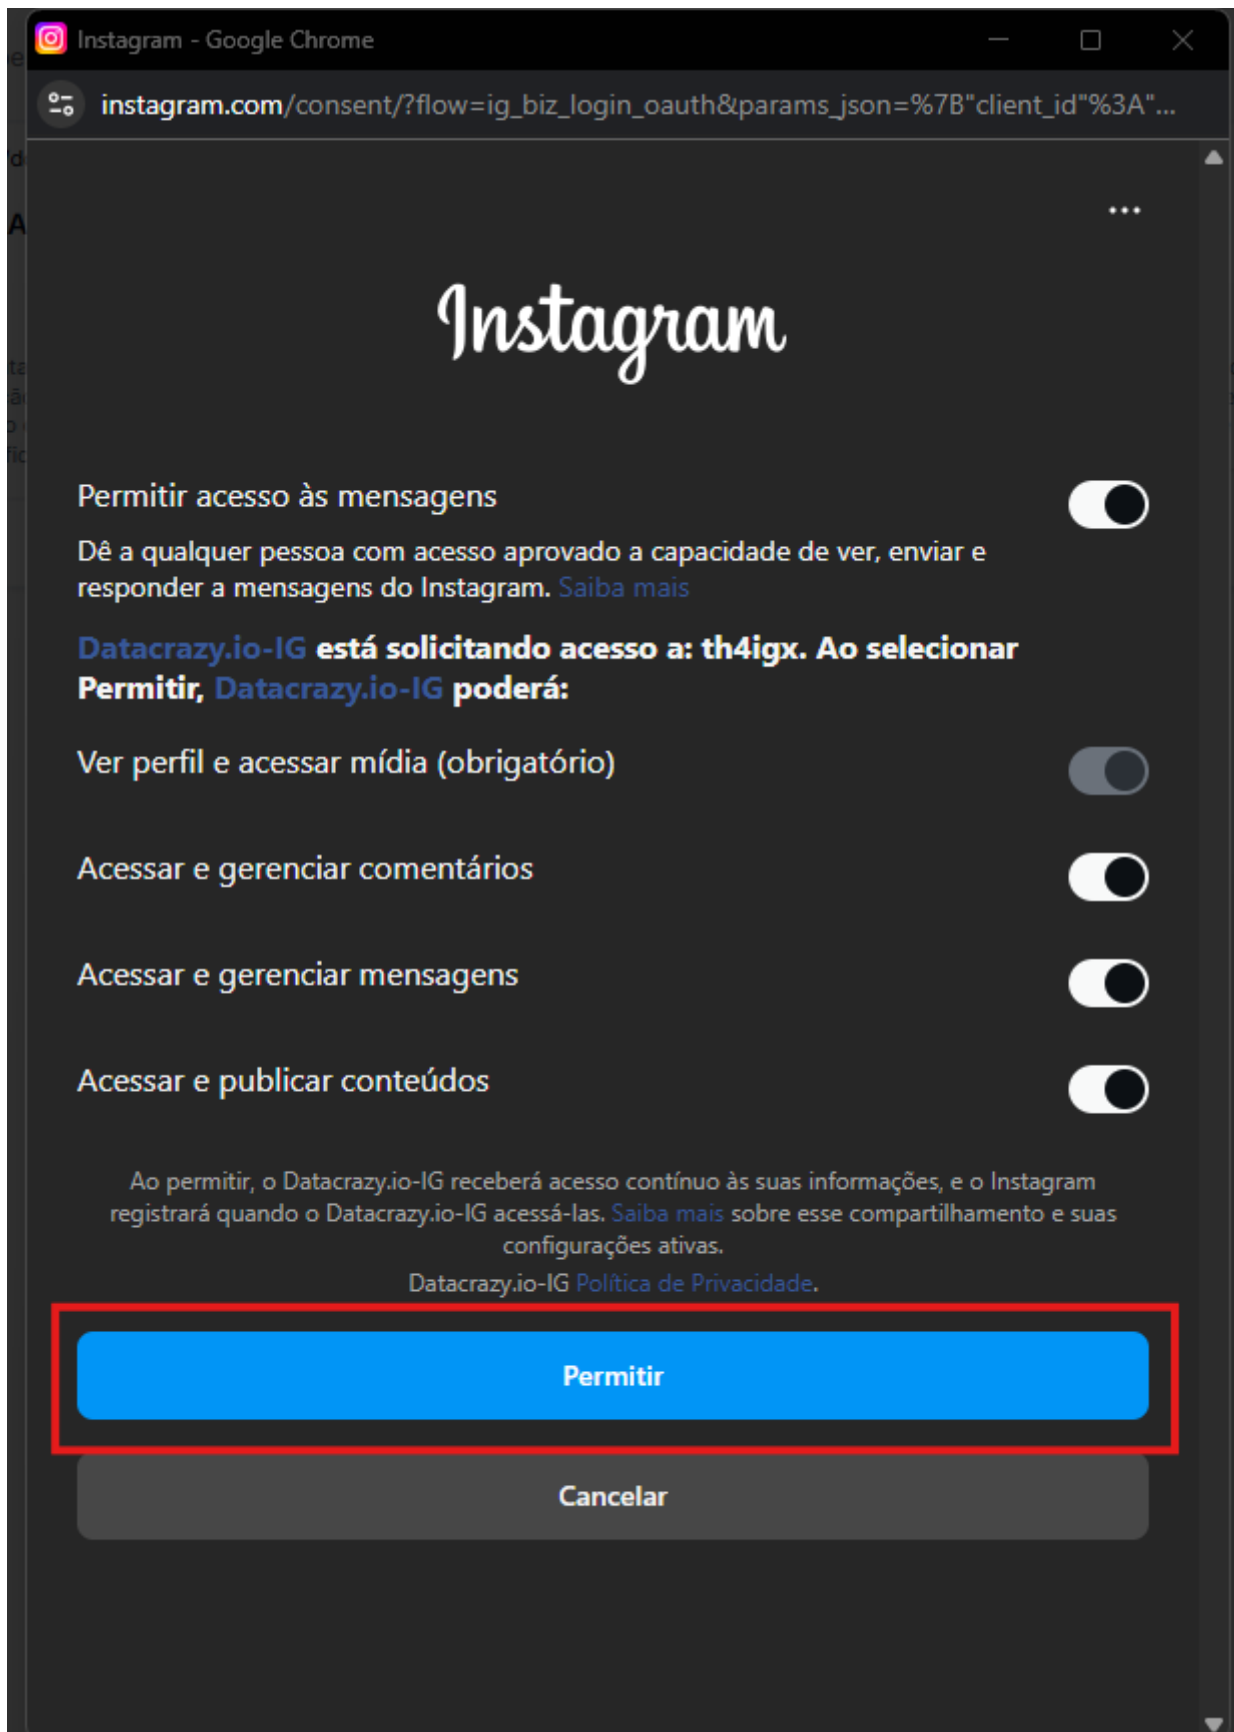 Instagram - Google Chrome
instagram.com/consent/?flow=ig_biz_login_oauth&params_json=%7B"client_id"%3A"...
Instagram
Permitir acesso às mensagens
Dê a qualquer pessoa com acesso aprovado a capacidade de ver, enviar e
responder a mensagens do Instagram. Saiba mais
Datacrazy.io-IG está solicitando acesso a: th4igx. Ao selecionar
Permitir, Datacrazy.io-IG poderá:
Ver perfil e acessar mídia (obrigatório)
Acessar e gerenciar comentários
Acessar e gerenciar mensagens
Acessar e publicar conteúdos
Ao permitir, o Datacrazy.io-IG receberá acesso contínuo às suas informações, e o Instagram
registrará quando o Datacrazy.io-IG acessá-las. Saiba mais sobre esse compartilhamento e suas
configurações ativas.
Datacrazy.io-IG Política de Privacidade.
Permitir
Cancelar